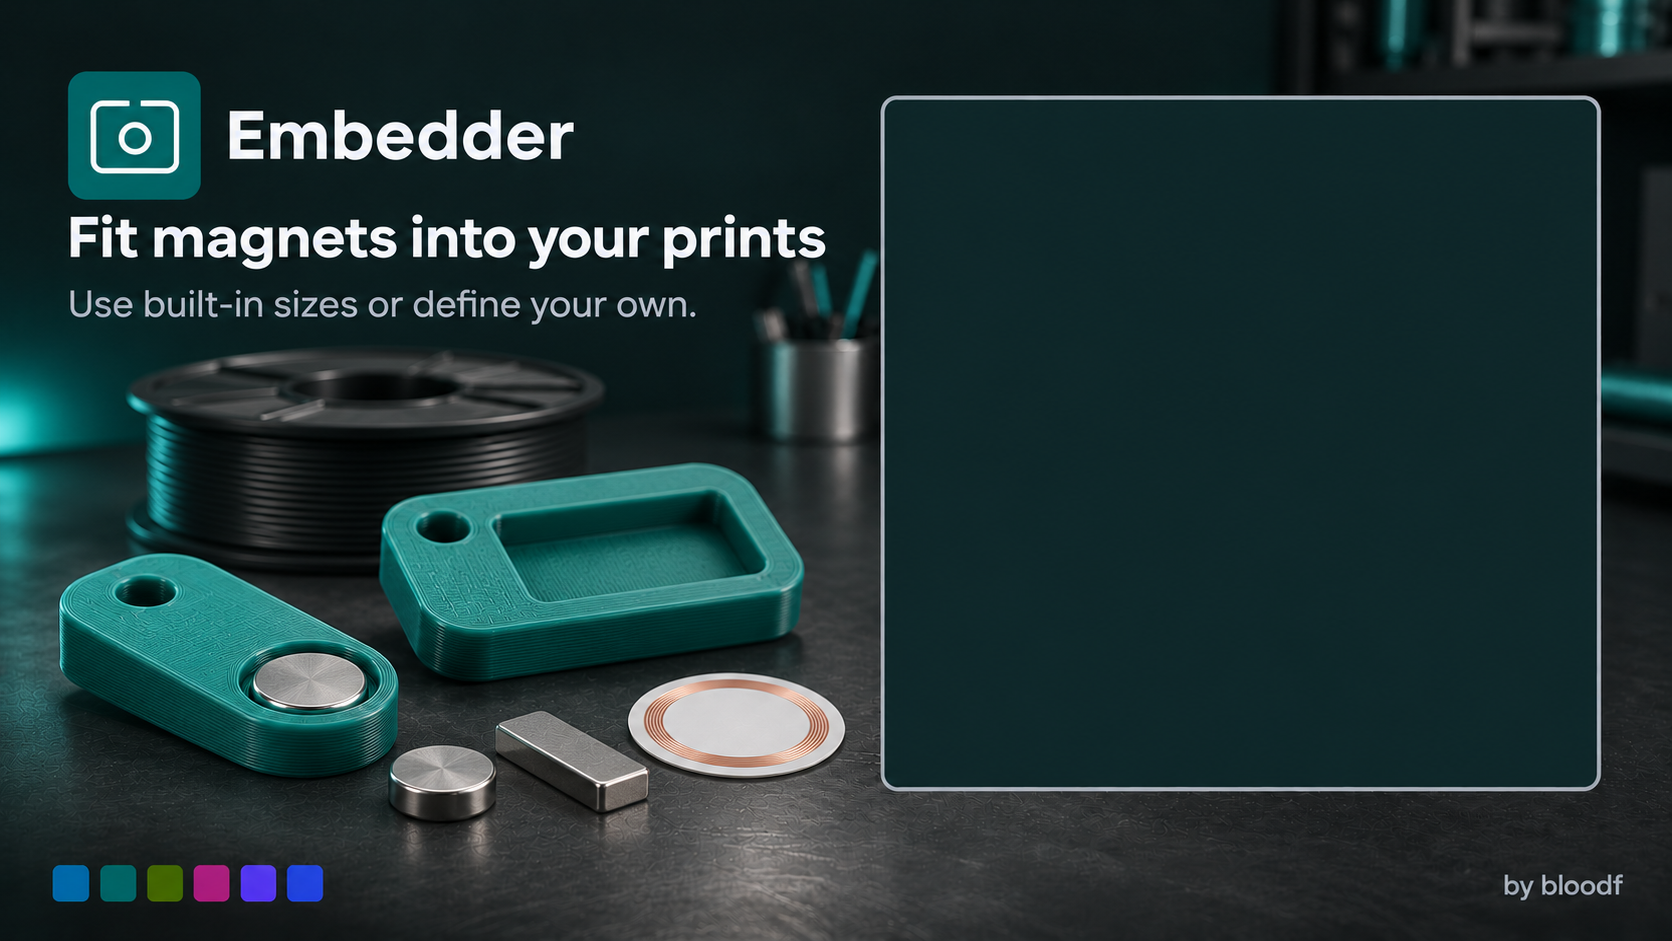 Embedder
Fit magnets into your prints
Use built-in sizes or define your own.
by bloodf